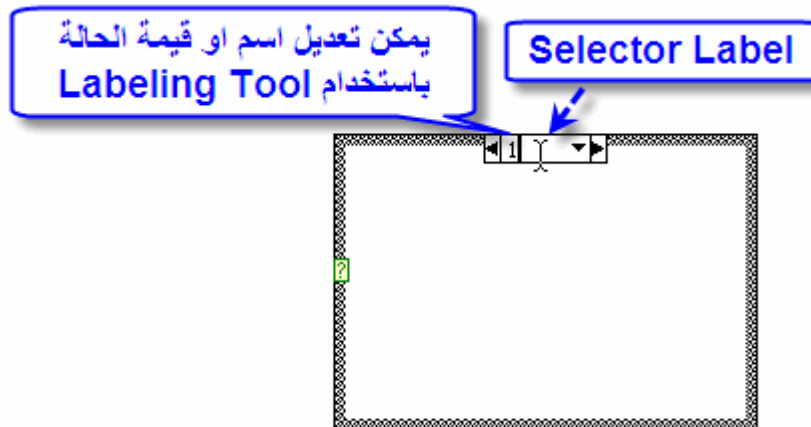 يمكن تعديل اسم او قيمة الحالة
باستخدام Labeling Tool
Selector Label
1
?